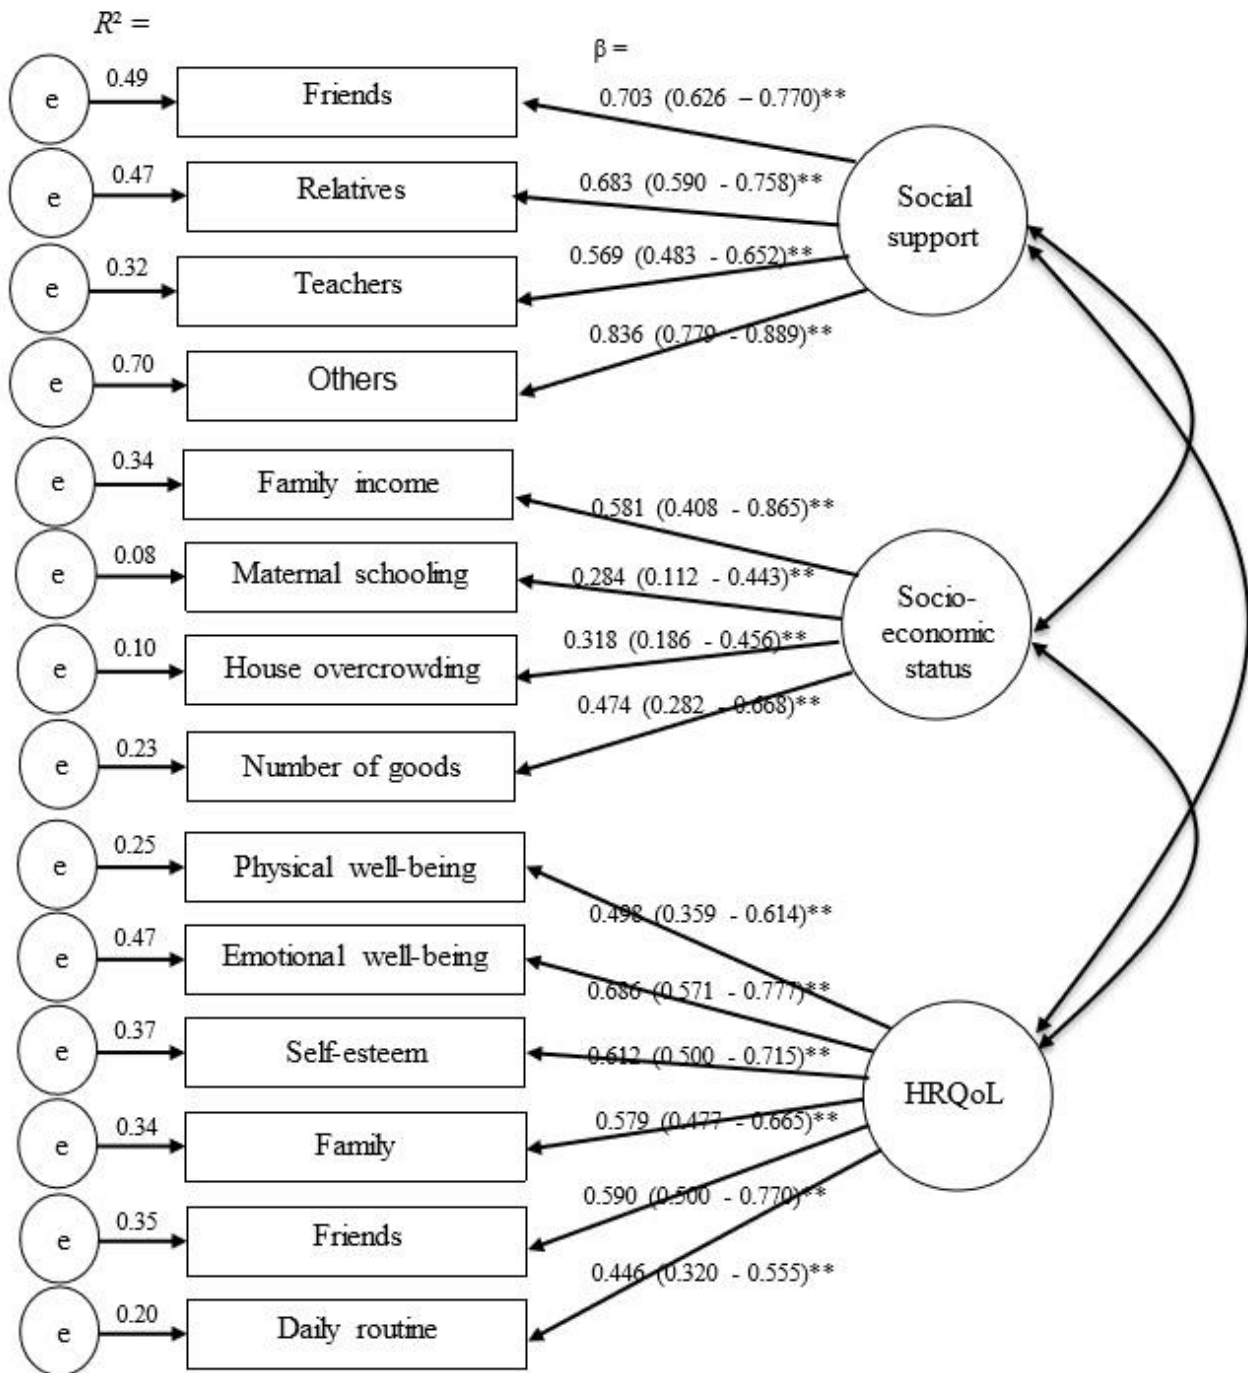 R² =
β =
e
0.49
Friends
0.703 (0.626 – 0.770)**
e
0.47
Relatives
0.683 (0.590 - 0.758)**
Social
support
e
0.32
Teachers
0.569 (0.483 - 0.652)**
e
0.70
Others
0.836 (0.779 - 0.889)**
e
0.34
Family income
0.581 (0.408 - 0.865)**
e
0.08
Maternal schooling
0.284 (0.112 - 0.443)**
Socio-
economic
status
e
0.10
House overcrowding
0.318 (0.186 - 0.456)**
e
0.23
Number of goods
0.474 (0.282 - 0.668)**
e
0.25
Physical well-being
0.498 (0.359 - 0.614)**
e
0.47
Emotional well-being
0.686 (0.571 - 0.777)**
e
0.37
Self-esteem
0.612 (0.500 - 0.715)**
HRQoL
e
0.34
Family
0.579 (0.477 - 0.665)**
e
0.35
Friends
0.590 (0.500 - 0.770)**
e
0.20
Daily routine
0.446 (0.320 - 0.555)**